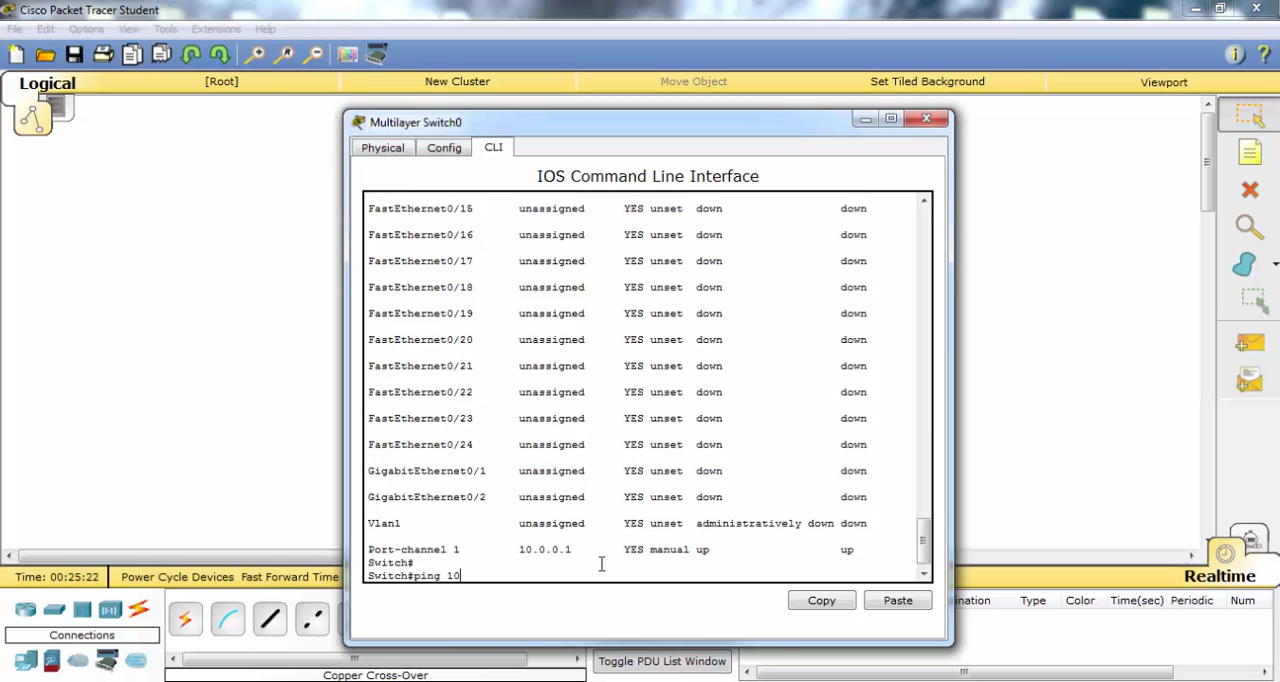 Cisco Packet Tracer Student
File Edit Options View Tools Extensions Help
Logical [Root] New Cluster Move Object Set Tiled Background Viewport
Multilayer Switch0
Physical Config CLI
IOS Command Line Interface
FastEthernet0/15 unassigned YES unset down down
FastEthernet0/16 unassigned YES unset down down
FastEthernet0/17 unassigned YES unset down down
FastEthernet0/18 unassigned YES unset down down
FastEthernet0/19 unassigned YES unset down down
FastEthernet0/20 unassigned YES unset down down
FastEthernet0/21 unassigned YES unset down down
FastEthernet0/22 unassigned YES unset down down
FastEthernet0/23 unassigned YES unset down down
FastEthernet0/24 unassigned YES unset down down
GigabitEthernet0/1 unassigned YES unset down down
GigabitEthernet0/2 unassigned YES unset down down
Vlan1 unassigned YES unset administratively down down
Port-channel 1 10.0.0.1 YES manual up up
Switch#
Switch#ping 10
Copy Paste
Time: 00:25:22 Power Cycle Devices Fast Forward Time Realtime
ination Type Color Time(sec) Periodic Num
Connections
Toggle PDU List Window
Copper Cross-Over